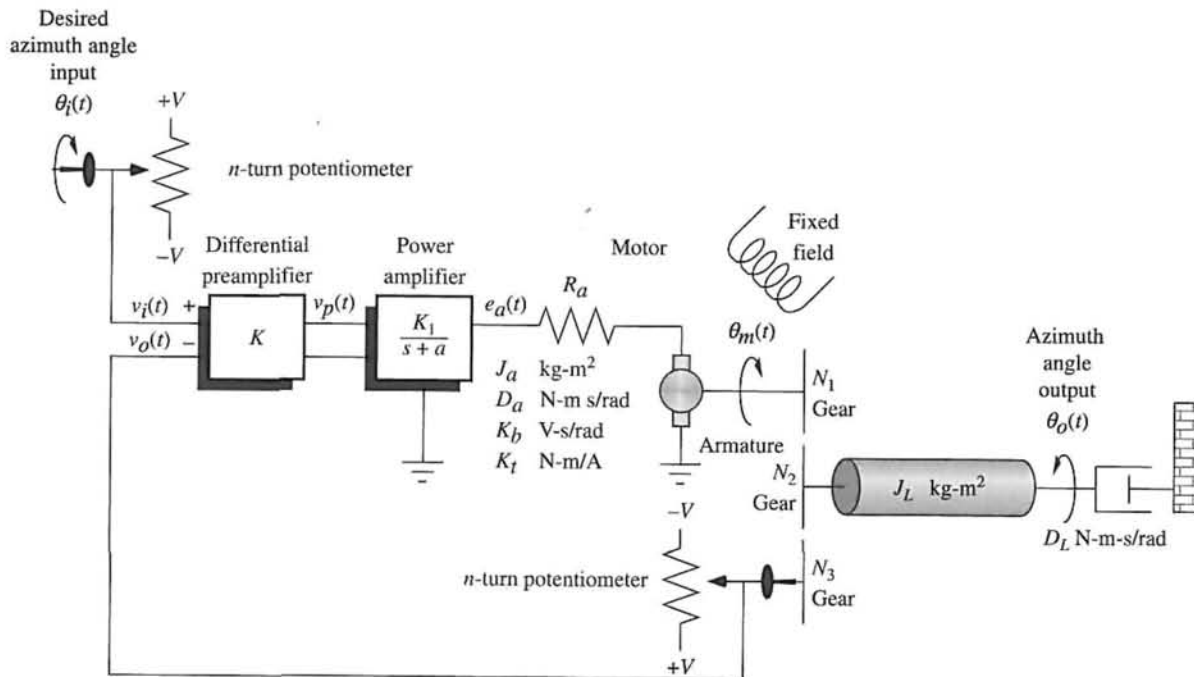 Desired
azimuth angle
input
θi(t)
+V
n-turn potentiometer
−V
Differential
preamplifier
Power
amplifier
Motor
Fixed
field
vi(t) +
vo(t) −
K
vp(t)
K1
s + a
ea(t)
Ra
Ja kg-m²
Da N-m s/rad
Kb V-s/rad
Kt N-m/A
θm(t)
Armature
N1
Gear
N2
Gear
JL kg-m²
Azimuth
angle
output
θo(t)
DL N-m-s/rad
−V
n-turn potentiometer
+V
N3
Gear